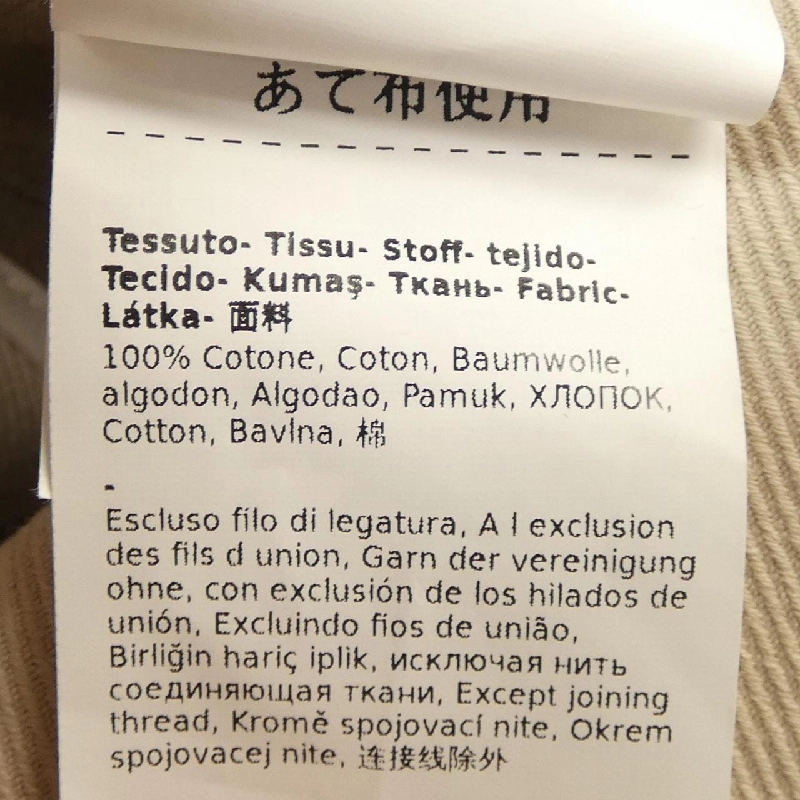 あて布使用
Tessuto- Tissu- Stoff- tejido-
Tecido- Kumaş- Ткань- Fabric-
Látka- 面料
100% Cotone, Coton, Baumwolle,
algodon, Algodao, Pamuk, ХЛОПОК,
Cotton, Bavlna, 棉
-
Escluso filo di legatura, A l exclusion
des fils d union, Garn der vereinigung
ohne, con exclusión de los hilados de
unión, Excluindo fios de união,
Birliğin hariç iplik, исключая нить
соединяющая ткани, Except joining
thread, Kromě spojovací nite, Okrem
spojovacej nite, 连接线除外